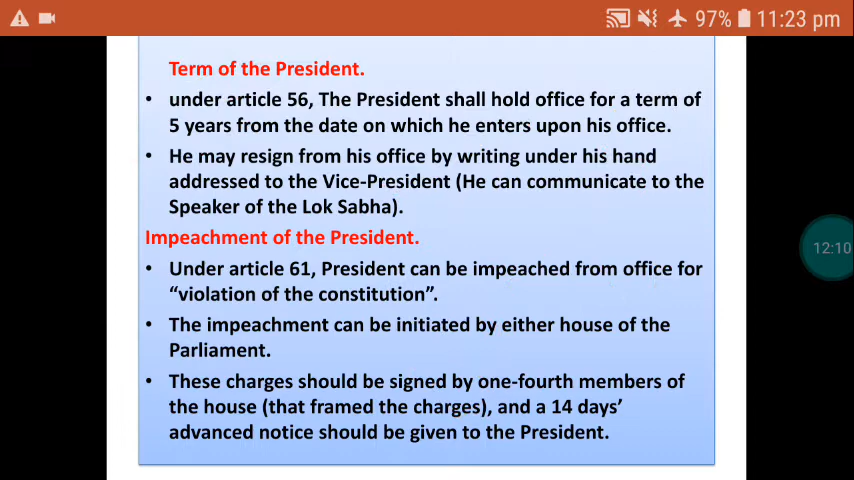 97% 11:23 pm
Term of the President.
• under article 56, The President shall hold office for a term of
5 years from the date on which he enters upon his office.
• He may resign from his office by writing under his hand
addressed to the Vice-President (He can communicate to the
Speaker of the Lok Sabha).
Impeachment of the President.
• Under article 61, President can be impeached from office for
“violation of the constitution”.
• The impeachment can be initiated by either house of the
Parliament.
• These charges should be signed by one-fourth members of
the house (that framed the charges), and a 14 days’
advanced notice should be given to the President.
12:10